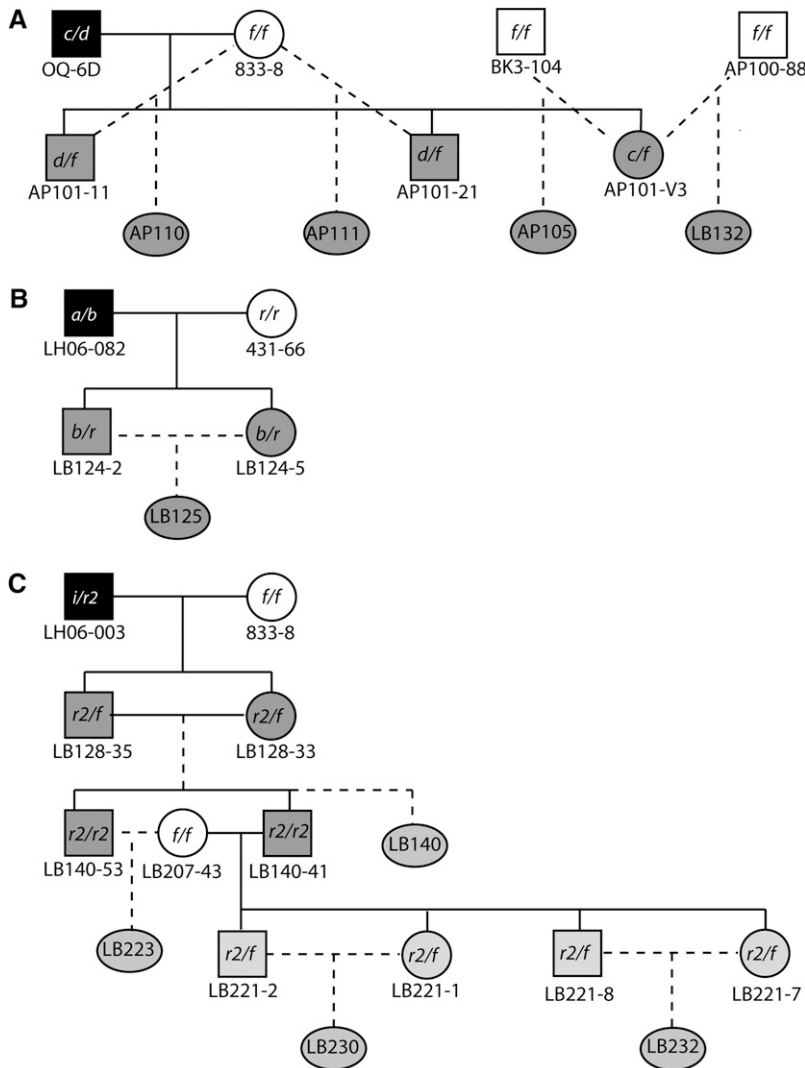 A
c/d f/f f/f f/f
OQ-6D 833-8 BK3-104 AP100-88
d/f d/f c/f
AP101-11 AP101-21 AP101-V3
AP110 AP111 AP105 LB132
B
a/b r/r
LH06-082 431-66
b/r b/r
LB124-2 LB124-5
LB125
C
i/r2 f/f
LH06-003 833-8
r2/f r2/f
LB128-35 LB128-33
r2/r2 f/f r2/r2 LB140
LB140-53 LB207-43 LB140-41
LB223 r2/f r2/f r2/f r2/f
LB221-2 LB221-1 LB221-8 LB221-7
LB230 LB232